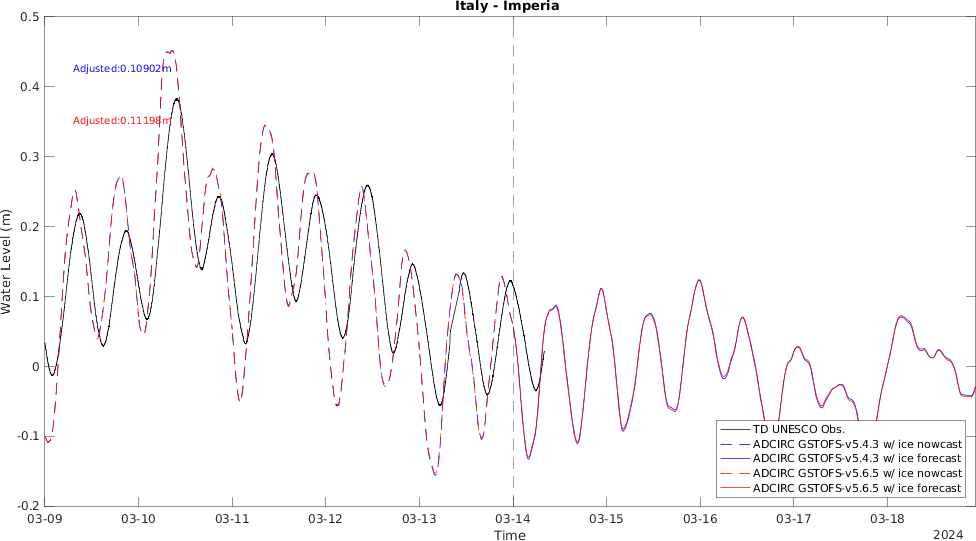 Italy - Imperia
0.5
0.4
0.3
0.2
0.1
0
-0.1
-0.2
Water Level (m)
Adjusted:0.10902m
Adjusted:0.11198m
TD UNESCO Obs.
ADCIRC GSTOFS-v5.4.3 w/ ice nowcast
ADCIRC GSTOFS-v5.4.3 w/ ice forecast
ADCIRC GSTOFS-v5.6.5 w/ ice nowcast
ADCIRC GSTOFS-v5.6.5 w/ ice forecast
03-09 03-10 03-11 03-12 03-13 03-14 03-15 03-16 03-17 03-18
Time
2024